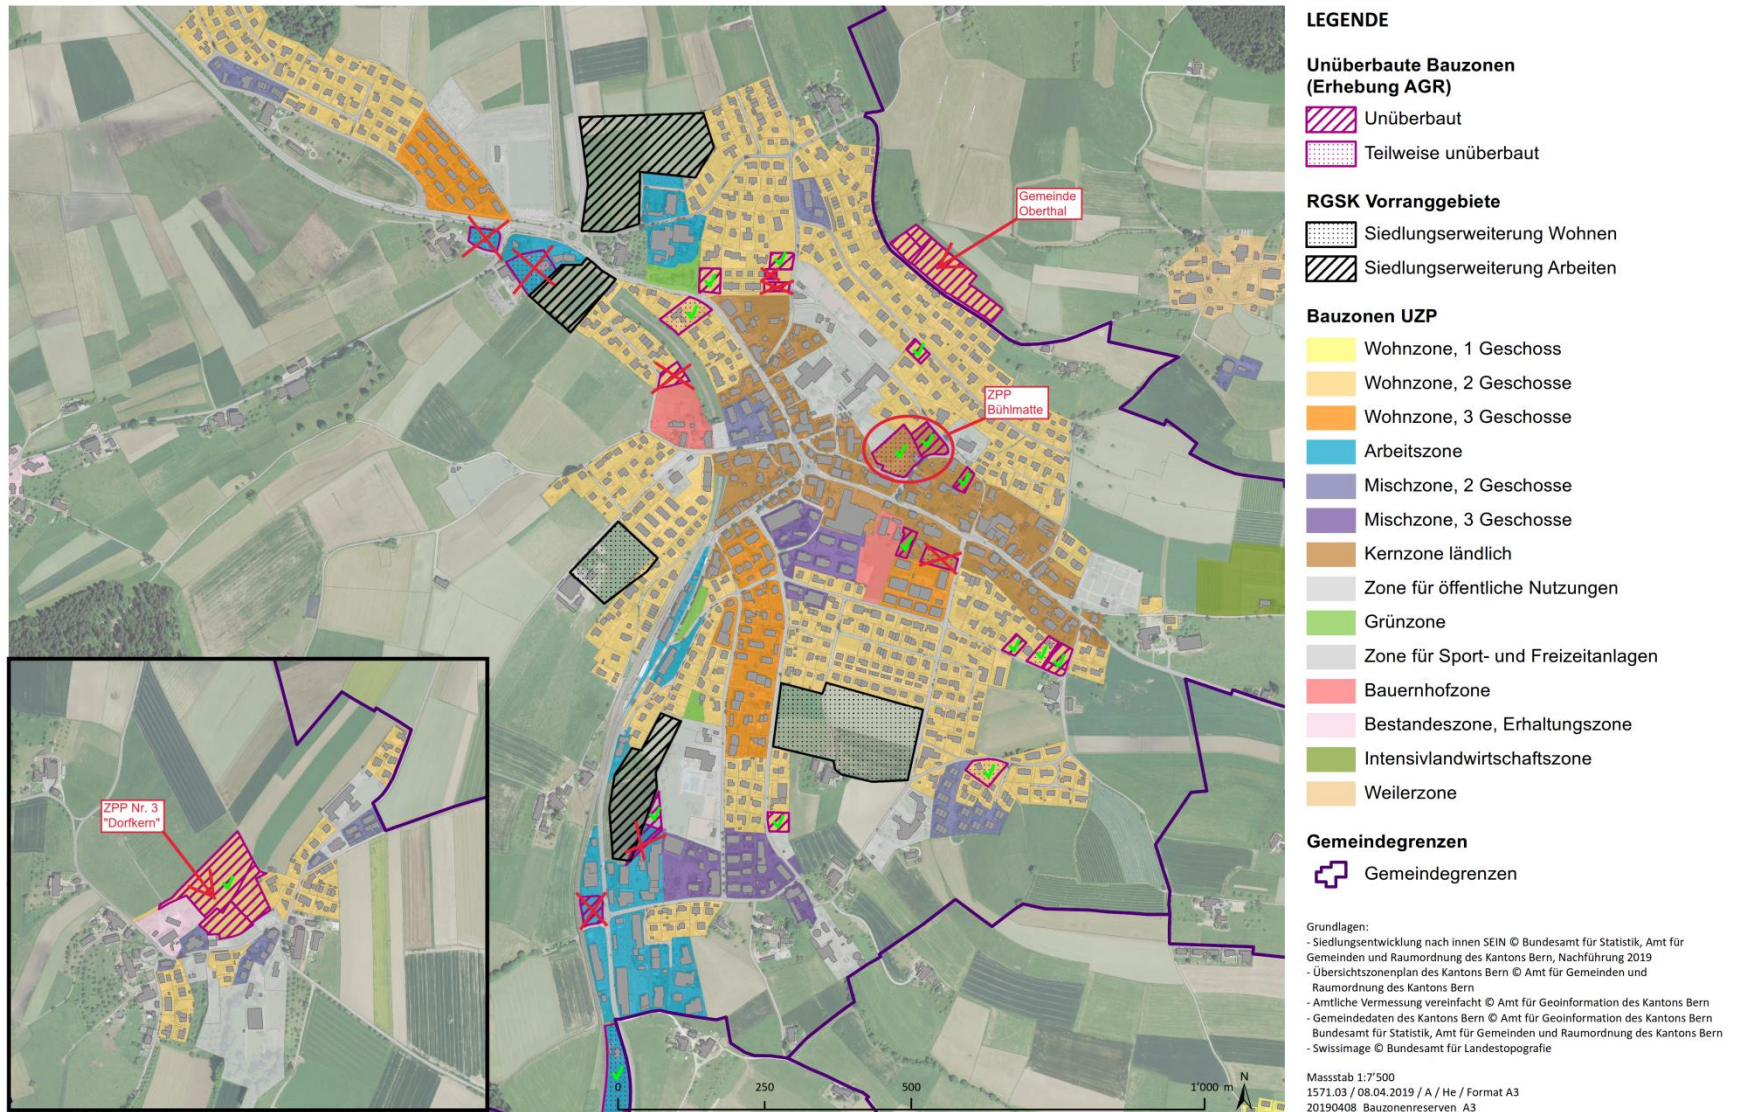 Gemeinde
Oberthal
ZPP
Bühlmatte
ZPP Nr. 3
"Dorfkern"
0
250
500
1'000 m
N
LEGENDE
Unüberbaute Bauzonen
(Erhebung AGR)
Unüberbaut
Teilweise unüberbaut
RGSK Vorranggebiete
Siedlungserweiterung Wohnen
Siedlungserweiterung Arbeiten
Bauzonen UZP
Wohnzone, 1 Geschoss
Wohnzone, 2 Geschosse
Wohnzone, 3 Geschosse
Arbeitszone
Mischzone, 2 Geschosse
Mischzone, 3 Geschosse
Kernzone ländlich
Zone für öffentliche Nutzungen
Grünzone
Zone für Sport- und Freizeitanlagen
Bauernhofzone
Bestandeszone, Erhaltungszone
Intensivlandwirtschaftszone
Weilerzone
Gemeindegrenzen
Gemeindegrenzen
Grundlagen:
- Siedlungsentwicklung nach innen SEIN © Bundesamt für Statistik, Amt für
Gemeinden und Raumordnung des Kantons Bern, Nachführung 2019
- Übersichtszonenplan des Kantons Bern © Amt für Gemeinden und
Raumordnung des Kantons Bern
- Amtliche Vermessung vereinfacht © Amt für Geoinformation des Kantons Bern
- Gemeindedaten des Kantons Bern © Amt für Geoinformation des Kantons Bern
Bundesamt für Statistik, Amt für Gemeinden und Raumordnung des Kantons Bern
- Swissimage © Bundesamt für Landestopografie
Massstab 1:7'500
1571.03 / 08.04.2019 / A / He / Format A3
20190408_Bauzonenreserven_A3